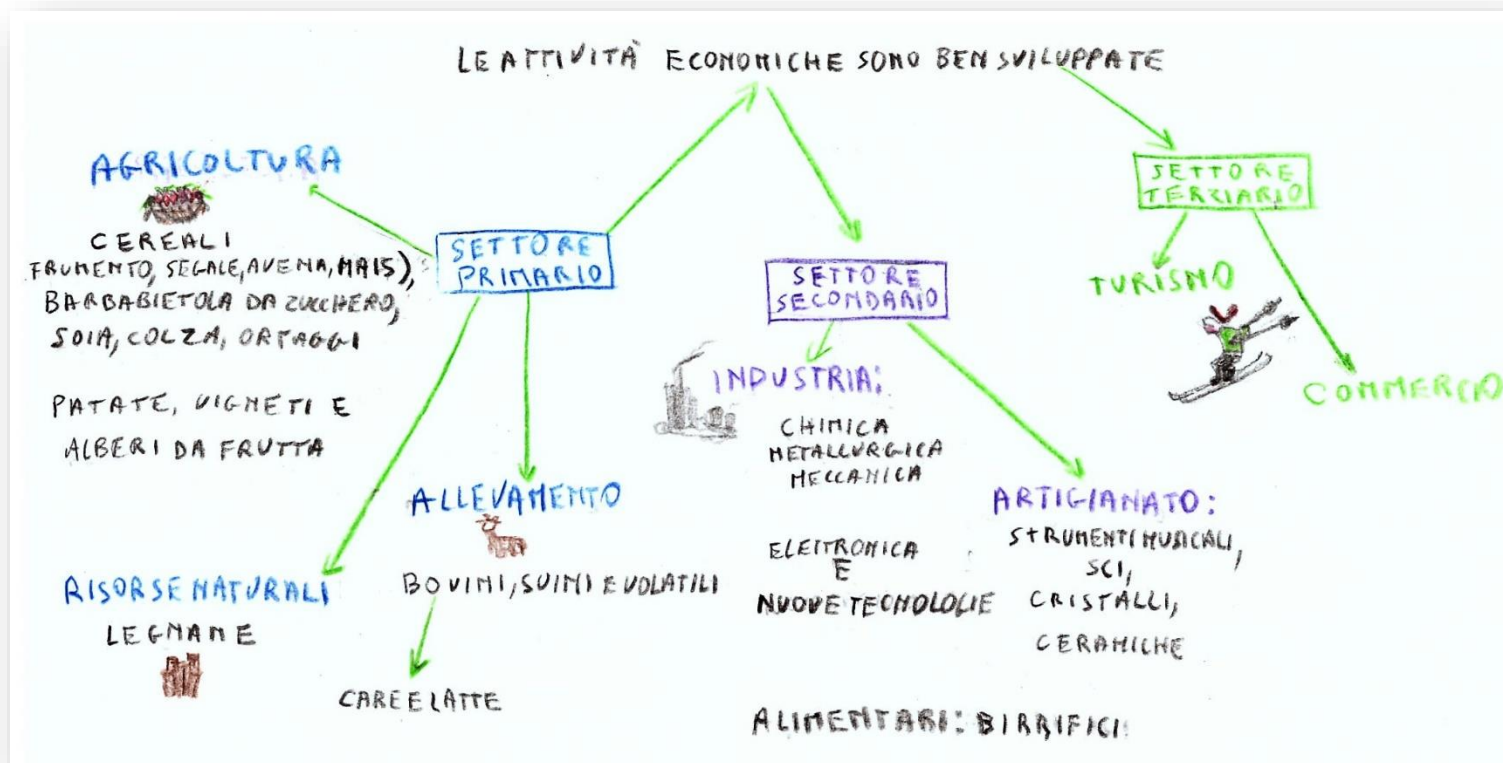 LE ATTIVITÀ ECONOMICHE SONO BEN SVILUPPATE
AGRICOLTURA
CEREALI
FRUMENTO, SEGALE, AVENA, MAIS),
BARBABIETOLA DA ZUCCHERO,
SOIA, COLZA, ORTAGGI
PATATE, VIGNETI E
ALBERI DA FRUTTA
SETTORE
PRIMARIO
ALLEVAMENTO
BOVINI, SUINI E VOLATILI
CARE E LATTE
RISORSE NATURALI
LEGNAME
SETTORE
SECONDARIO
INDUSTRIA:
CHIMICA
METALLURGICA
MECCANICA
ELETTRONICA
E
NUOVE TECNOLOGIE
ALIMENTARI: BIRRIFICI
ARTIGIANATO:
STRUMENTI MUSICALI,
SCI,
CRISTALLI,
CERAMICHE
SETTORE
TERZIARIO
TURISMO
COMMERCIO